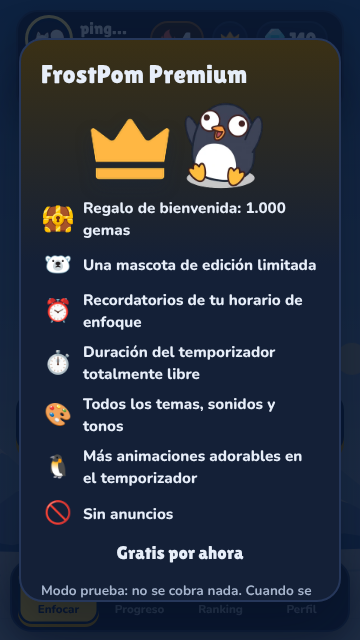 ping...
FrostPom Premium
Regalo de bienvenida: 1.000
gemas
Una mascota de edición limitada
Recordatorios de tu horario de
enfoque
Duración del temporizador
totalmente libre
Todos los temas, sonidos y
tonos
Más animaciones adorables en
el temporizador
Sin anuncios
Gratis por ahora
Modo prueba: no se cobra nada. Cuando se
Enfocar Progreso Ranking Perfil